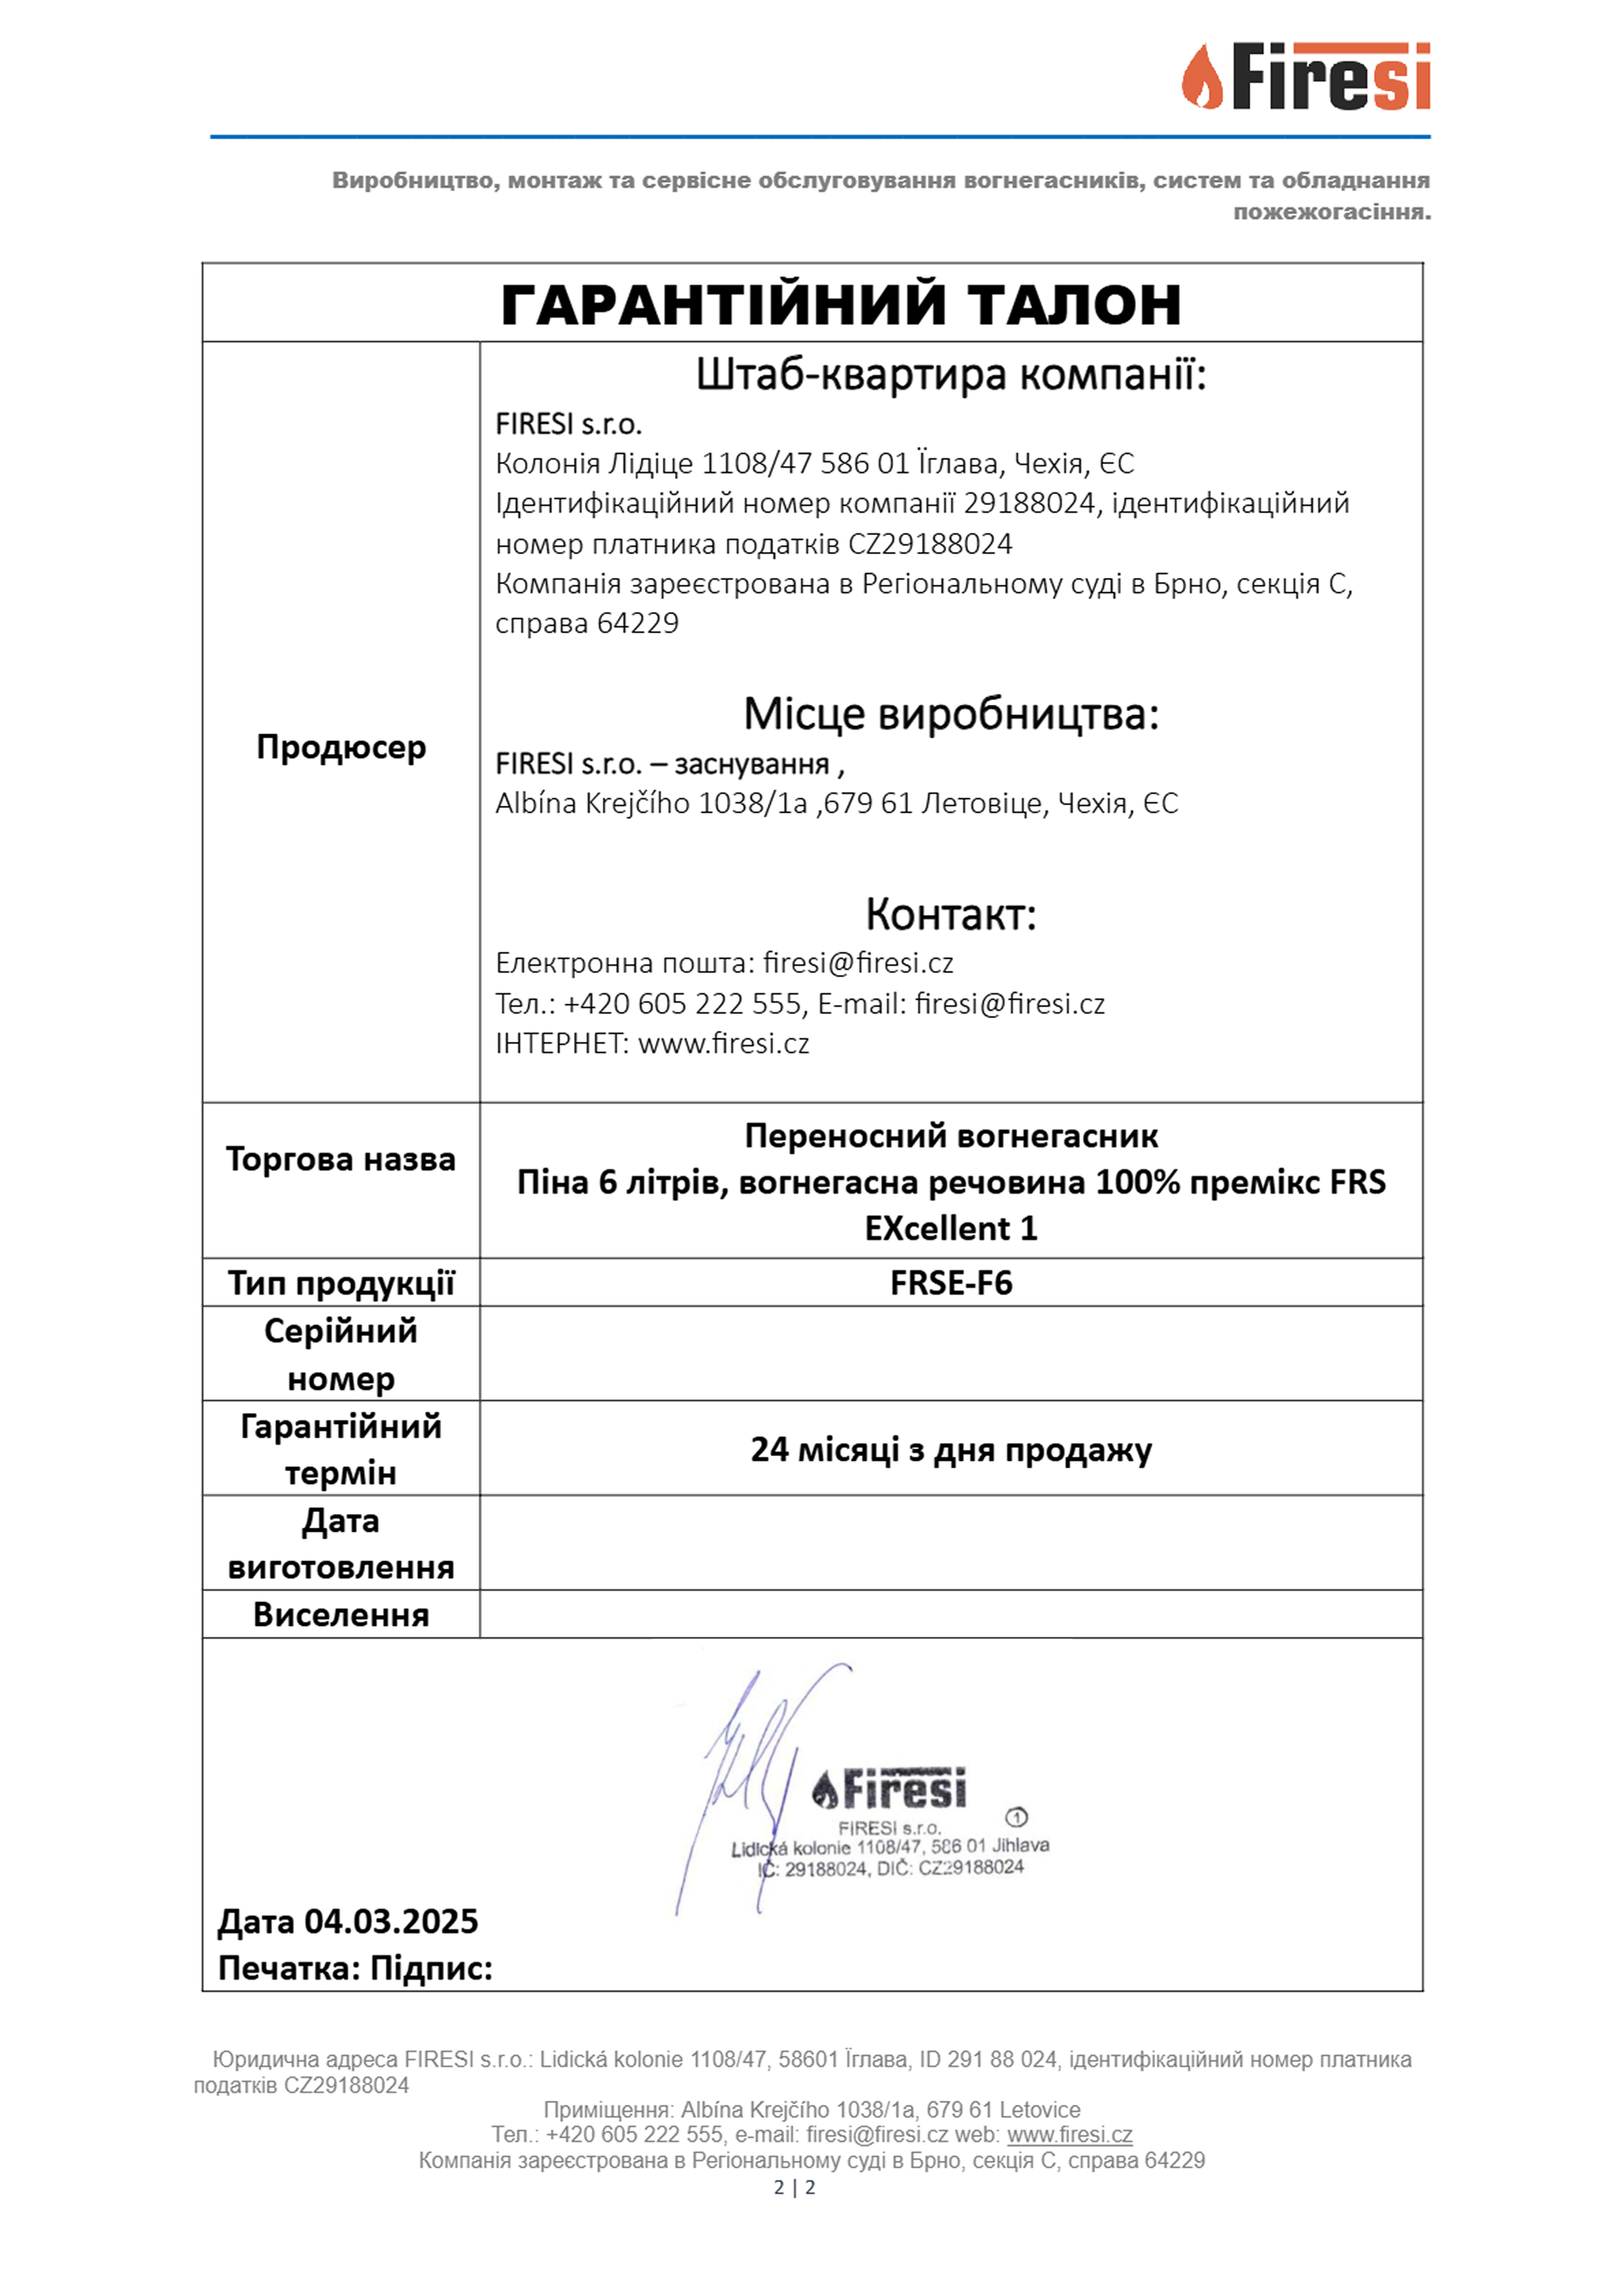 Firesi
Виробництво, монтаж та сервісне обслуговування вогнегасників, систем та обладнання
пожежогасіння.
ГАРАНТІЙНИЙ ТАЛОН
Продюсер
Штаб-квартира компанії:
FIRESI s.r.o.
Колонія Лідіце 1108/47 586 01 Їглава, Чехія, ЄС
Ідентифікаційний номер компанії 29188024, ідентифікаційний
номер платника податків CZ29188024
Компанія зареєстрована в Регіональному суді в Брно, секція С,
справа 64229
Місце виробництва:
FIRESI s.r.o. – заснування ,
Albína Krejčího 1038/1a ,679 61 Летовіце, Чехія, ЄС
Контакт:
Електронна пошта: firesi@firesi.cz
Тел.: +420 605 222 555, E-mail: firesi@firesi.cz
ІНТЕРНЕТ: www.firesi.cz
Торгова назва
Переносний вогнегасник
Піна 6 літрів, вогнегасна речовина 100% премікс FRS
EXcellent 1
Тип продукції
FRSE-F6
Серійний
номер
Гарантійний
термін
24 місяці з дня продажу
Дата
виготовлення
Виселення
Firesi
1
FIRESI s.r.o.
Lidická kolonie 1108/47, 586 01 Jihlava
IČ: 29188024, DIČ: CZ29188024
Дата 04.03.2025
Печатка: Підпис:
Юридична адреса FIRESI s.r.o.: Lidická kolonie 1108/47, 58601 Їглава, ID 291 88 024, ідентифікаційний номер платника
податків CZ29188024
Приміщення: Albína Krejčího 1038/1a, 679 61 Letovice
Тел.: +420 605 222 555, e-mail: firesi@firesi.cz web: www.firesi.cz
Компанія зареєстрована в Регіональному суді в Брно, секція С, справа 64229
2 | 2